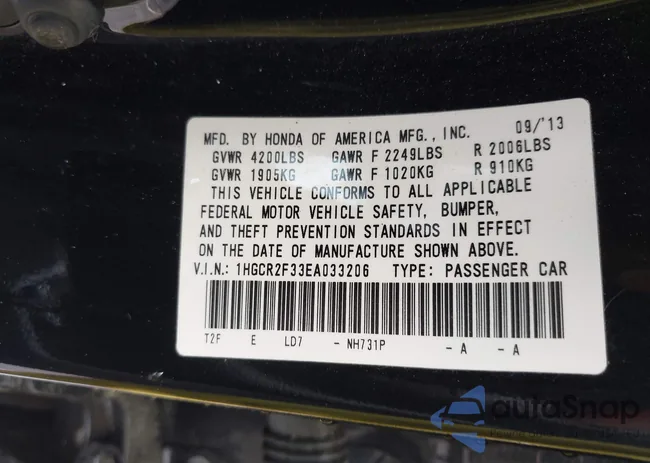 MFD. BY HONDA OF AMERICA MFG., INC. 09/'13
GVWR 4200LBS GAWR F 2249LBS R 2006LBS
GVWR 1905KG GAWR F 1020KG R 910KG
THIS VEHICLE CONFORMS TO ALL APPLICABLE
FEDERAL MOTOR VEHICLE SAFETY, BUMPER,
AND THEFT PREVENTION STANDARDS IN EFFECT
ON THE DATE OF MANUFACTURE SHOWN ABOVE.
V.I.N.: 1HGCR2F33EA033206 TYPE: PASSENGER CAR
T2F E LD7 - NH731P - A - A
autoSnap